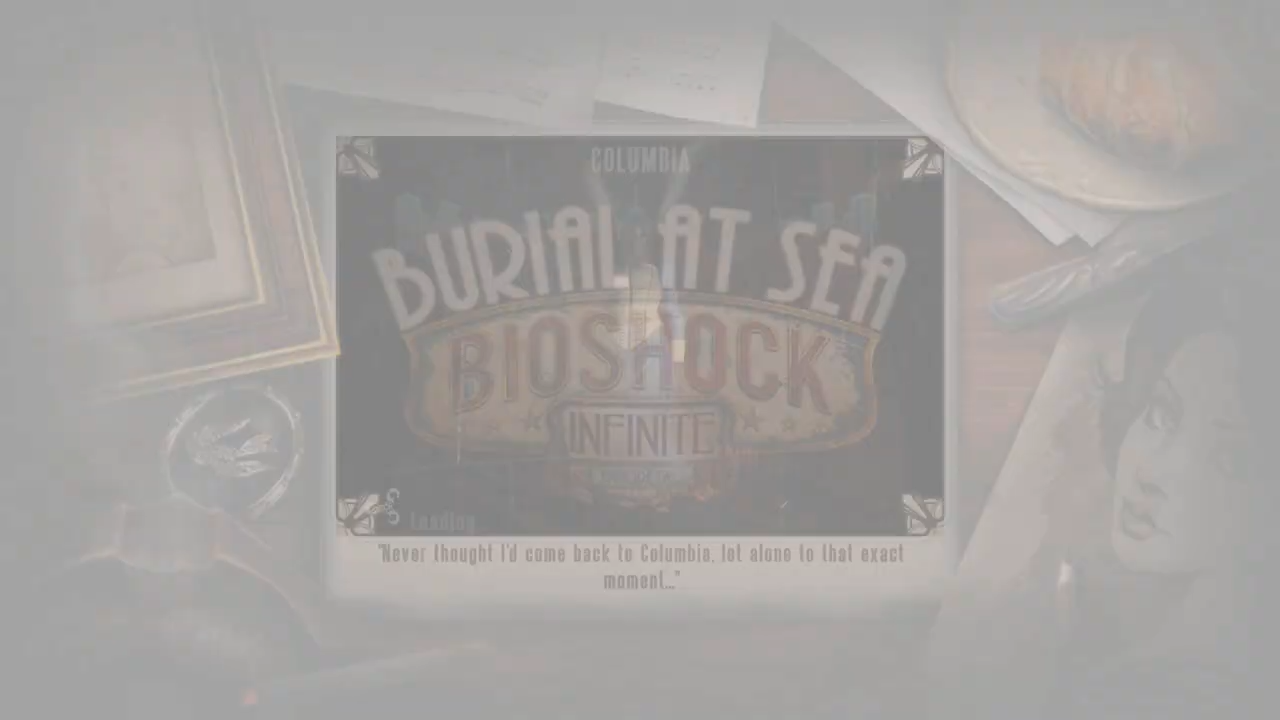 COLUMBIA
BURIAL AT SEA
BIOSHOCK
INFINITE
Loading
"Never thought I'd come back to Columbia, let alone to that exact
moment..."